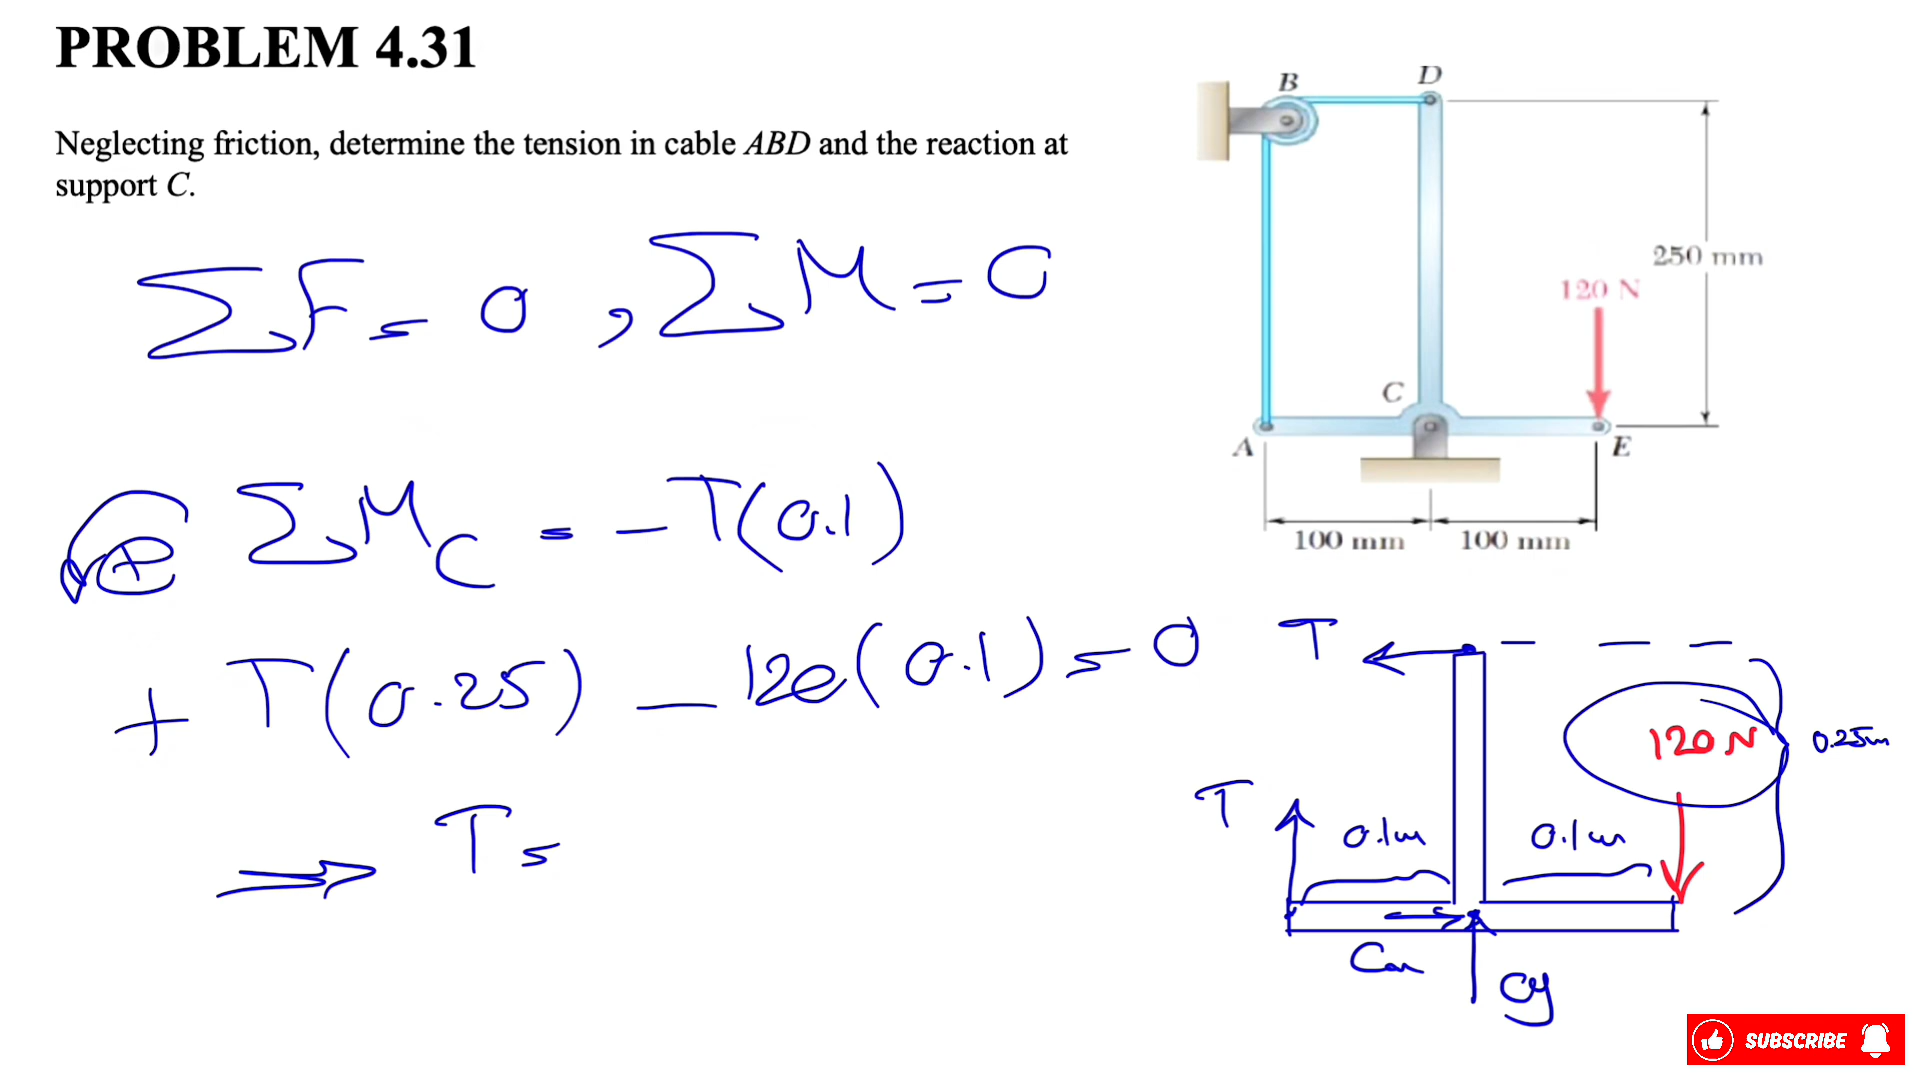 PROBLEM 4.31
Neglecting friction, determine the tension in cable ABD and the reaction at
support C.
ΣF = 0 , ΣM = 0
⊕ ΣM_C = -T(0.1)
+ T(0.25) - 120(0.1) = 0
⇒ T =
B
D
250 mm
120 N
C
A
E
100 mm
100 mm
T
120 N
0.25m
T
0.1m
0.1m
Cx
Cy
SUBSCRIBE